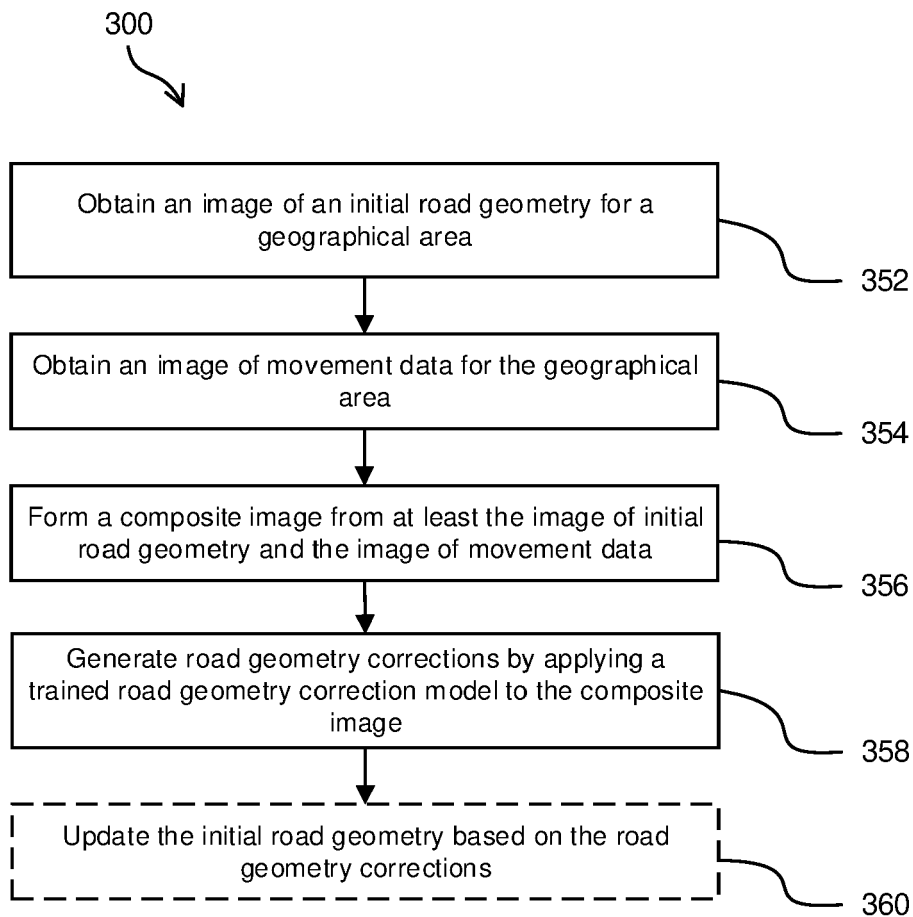 300
Obtain an image of an initial road geometry for a
geographical area
352
Obtain an image of movement data for the geographical
area
354
Form a composite image from at least the image of initial
road geometry and the image of movement data
356
Generate road geometry corrections by applying a
trained road geometry correction model to the composite
image
358
Update the initial road geometry based on the road
geometry corrections
360